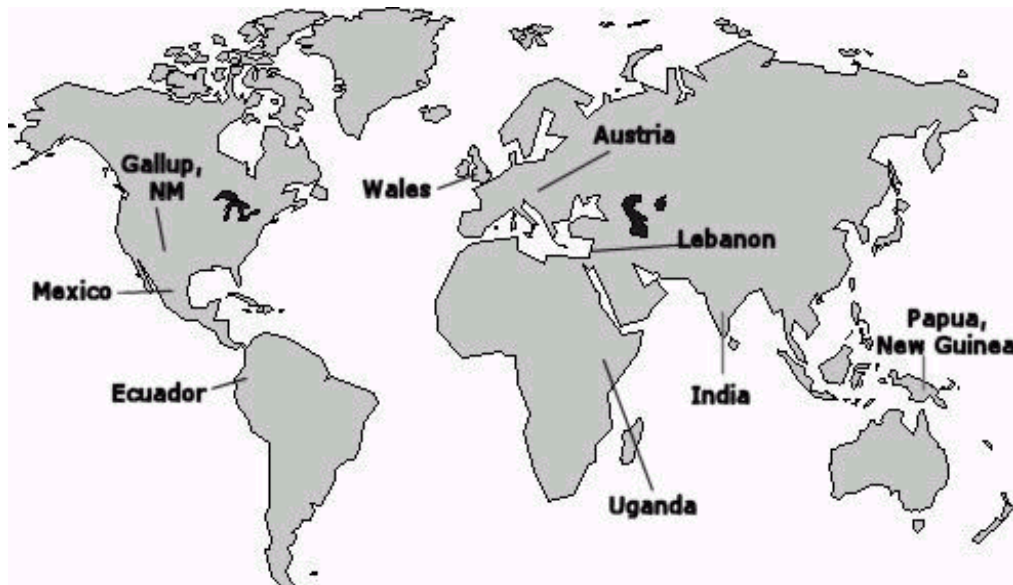 Austria
Gallup,
NM
Wales
Lebanon
Mexico
Papua,
New Guinea
Ecuador
India
Uganda